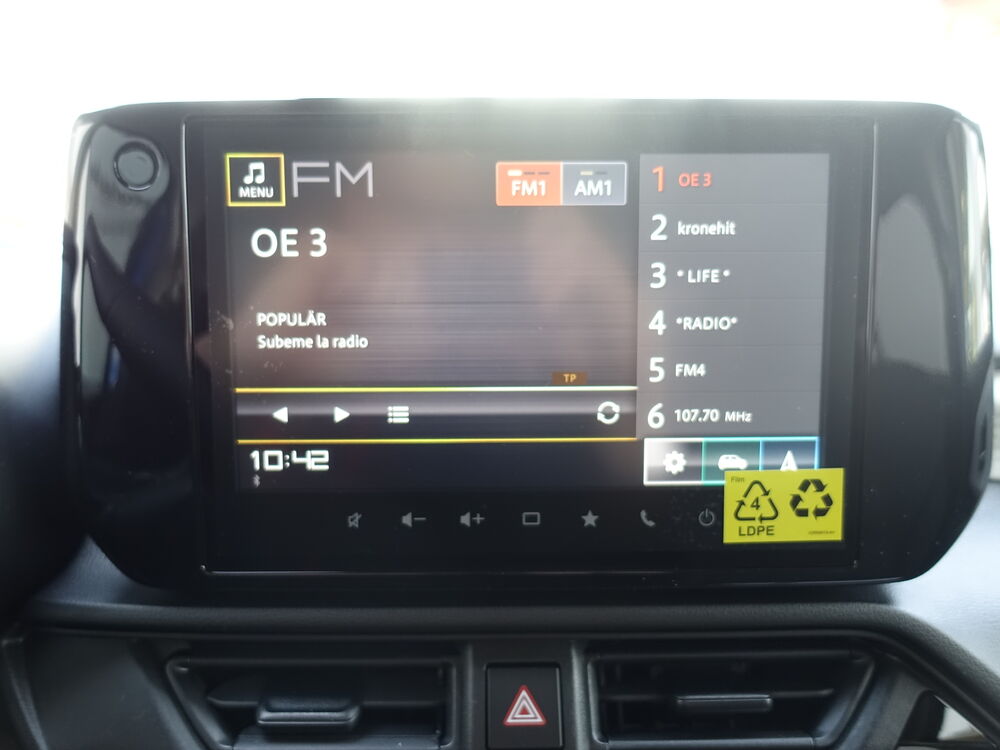 MENU FM
FM1 AM1
OE 3
POPULÄR
Subeme la radio
TP
10:42
1 OE 3
2 kronehit
3 * LIFE *
4 *RADIO*
5 FM4
6 107.70 MHz
A
Film
4
LDPE